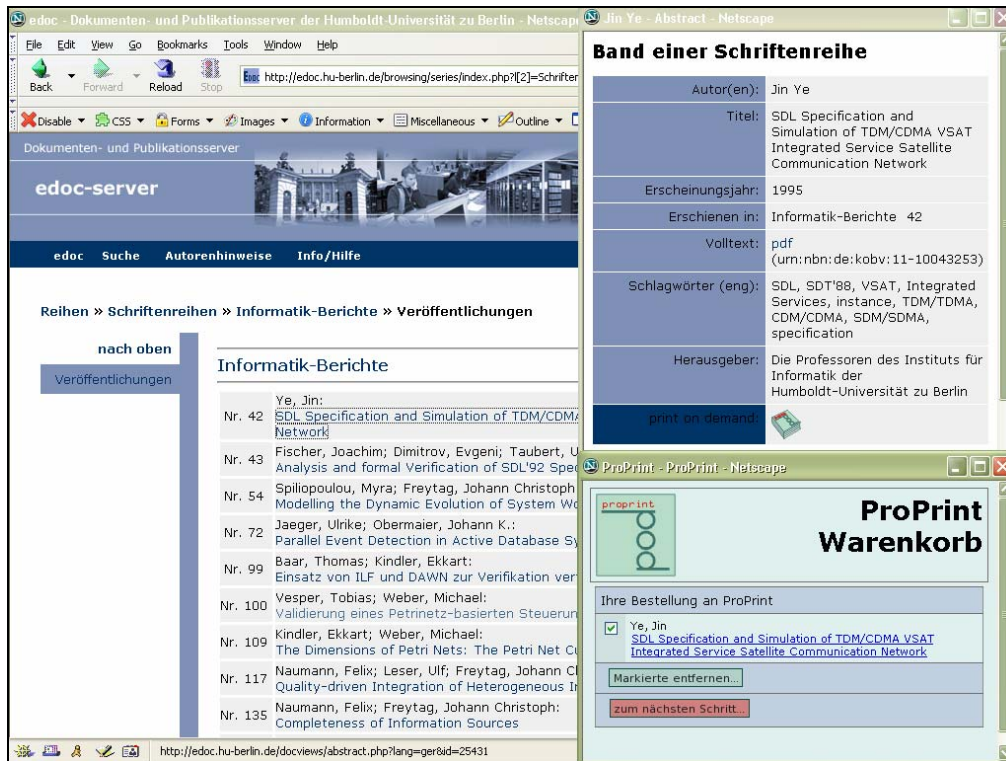 edoc - Dokumenten- und Publikationsserver der Humboldt-Universität zu Berlin - Netscape
File Edit View Go Bookmarks Tools Window Help
Back Forward Reload Stop
Edoc http://edoc.hu-berlin.de/browsing/series/index.php?l[2]=Schriften
Disable CSS Forms Images Information Miscellaneous Outline
Dokumenten- und Publikationsserver
edoc-server
edoc Suche Autorenhinweise Info/Hilfe
Reihen » Schriftenreihen » Informatik-Berichte » Veröffentlichungen
nach oben
Veröffentlichungen
Informatik-Berichte
Nr. 42
Ye, Jin:
SDL Specification and Simulation of TDM/CDMA
Network
Nr. 43
Fischer, Joachim; Dimitrov, Evgeni; Taubert, U
Analysis and formal Verification of SDL'92 Spec
Nr. 54
Spiliopoulou, Myra; Freytag, Johann Christoph
Modelling the Dynamic Evolution of System Wo
Nr. 72
Jaeger, Ulrike; Obermaier, Johann K.:
Parallel Event Detection in Active Database Sy
Nr. 99
Baar, Thomas; Kindler, Ekkart:
Einsatz von ILF und DAWN zur Verifikation ver
Nr. 100
Vesper, Tobias; Weber, Michael:
Validierung eines Petrinetz-basierten Steuerun
Nr. 109
Kindler, Ekkart; Weber, Michael:
The Dimensions of Petri Nets: The Petri Net Cu
Nr. 117
Naumann, Felix; Leser, Ulf; Freytag, Johann C
Quality-driven Integration of Heterogeneous In
Nr. 135
Naumann, Felix; Freytag, Johann Christoph:
Completeness of Information Sources
http://edoc.hu-berlin.de/docviews/abstract.php?lang=ger&id=25431
Jin Ye - Abstract - Netscape
Band einer Schriftenreihe
Autor(en): Jin Ye
Titel: SDL Specification and
Simulation of TDM/CDMA VSAT
Integrated Service Satellite
Communication Network
Erscheinungsjahr: 1995
Erschienen in: Informatik-Berichte 42
Volltext: pdf
(urn:nbn:de:kobv:11-10043253)
Schlagwörter (eng): SDL, SDT'88, VSAT, Integrated
Services, instance, TDM/TDMA,
CDM/CDMA, SDM/SDMA,
specification
Herausgeber: Die Professoren des Instituts für
Informatik der
Humboldt-Universität zu Berlin
print on demand:
ProPrint - ProPrint - Netscape
proprint
ProPrint
Warenkorb
Ihre Bestellung an ProPrint
Ye, Jin
SDL Specification and Simulation of TDM/CDMA VSAT
Integrated Service Satellite Communication Network
Markierte entfernen...
zum nächsten Schritt...